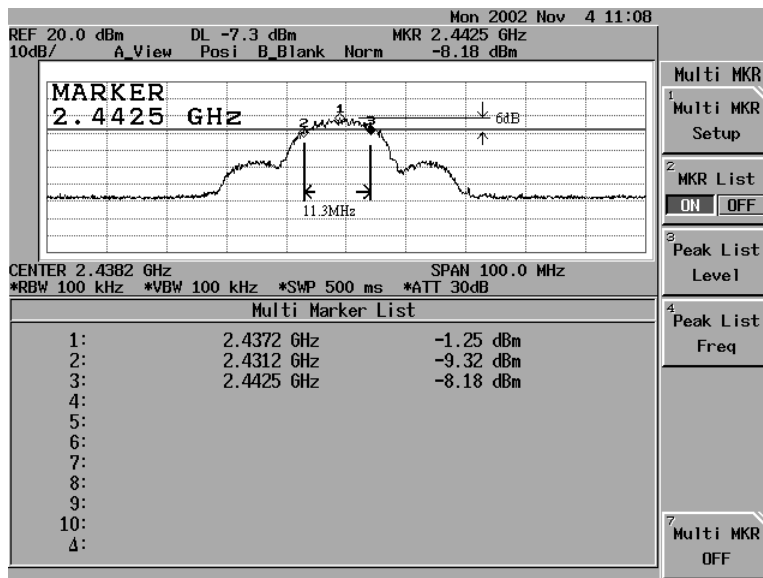 Mon 2002 Nov 4 11:08
REF 20.0 dBm DL -7.3 dBm MKR 2.4425 GHz
10dB/ A_View Posi B_Blank Norm -8.18 dBm
MARKER
2.4425 GHz
1
2
3
6dB
11.3MHz
CENTER 2.4382 GHz SPAN 100.0 MHz
*RBW 100 kHz *VBW 100 kHz *SWP 500 ms *ATT 30dB
Multi Marker List
1: 2.4372 GHz -1.25 dBm
2: 2.4312 GHz -9.32 dBm
3: 2.4425 GHz -8.18 dBm
4:
5:
6:
7:
8:
9:
10:
Δ:
Multi MKR
1
Multi MKR
Setup
2
MKR List
ON OFF
3
Peak List
Level
4
Peak List
Freq
7
Multi MKR
OFF